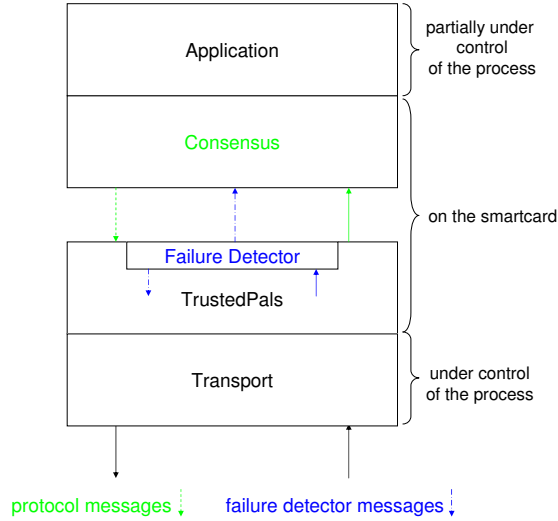 Application
partially under
control
of the process
Consensus
on the smartcard
Failure Detector
TrustedPals
Transport
under control
of the process
protocol messages
failure detector messages